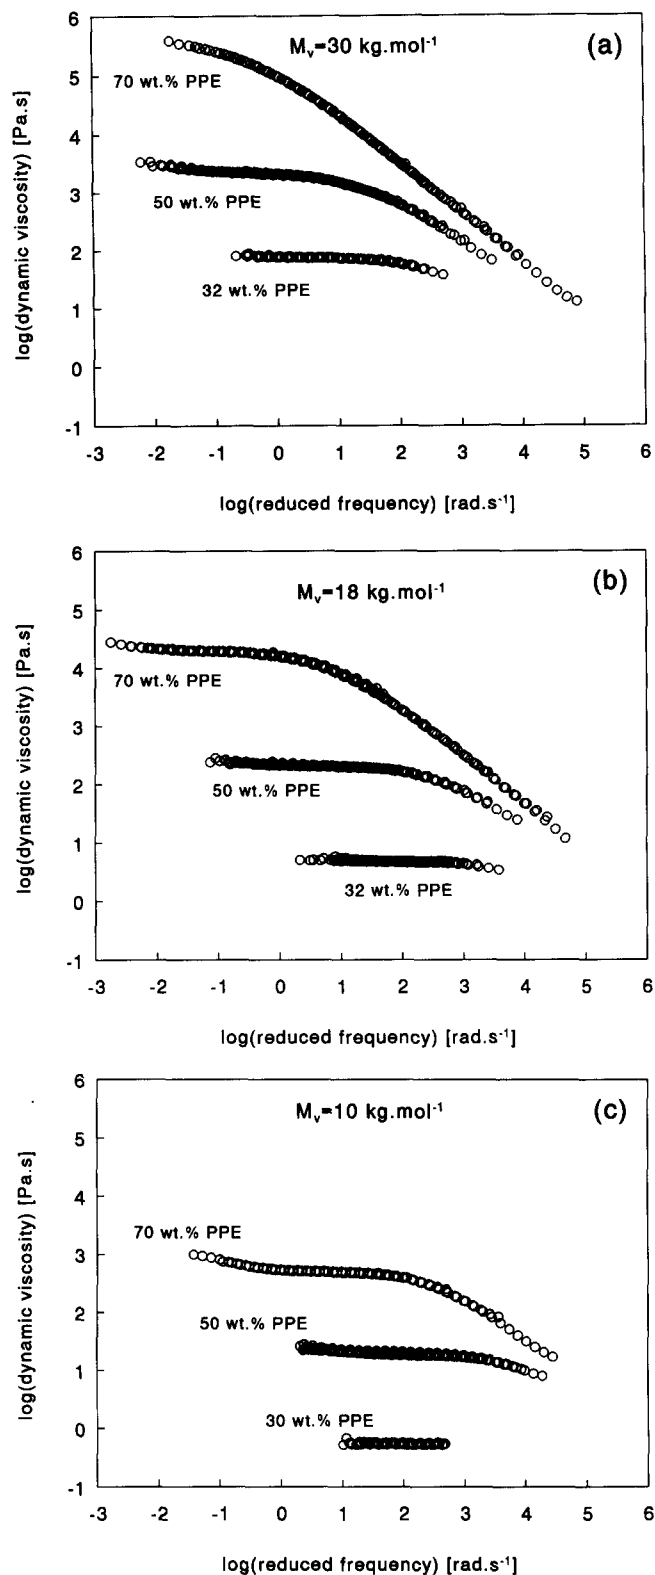 6
M_v=30 kg.mol⁻¹
(a)
5
70 wt.% PPE
4
3
50 wt.% PPE
2
32 wt.% PPE
1
0
-1
log(dynamic viscosity) [Pa.s]
-3 -2 -1 0 1 2 3 4 5 6
log(reduced frequency) [rad.s⁻¹]
6
M_v=18 kg.mol⁻¹
(b)
5
4
70 wt.% PPE
3
2
50 wt.% PPE
1
32 wt.% PPE
0
-1
log(dynamic viscosity) [Pa.s]
-3 -2 -1 0 1 2 3 4 5 6
log(reduced frequency) [rad.s⁻¹]
6
M_v=10 kg.mol⁻¹
(c)
5
4
70 wt.% PPE
3
2
50 wt.% PPE
1
30 wt.% PPE
0
-1
log(dynamic viscosity) [Pa.s]
-3 -2 -1 0 1 2 3 4 5 6
log(reduced frequency) [rad.s⁻¹]